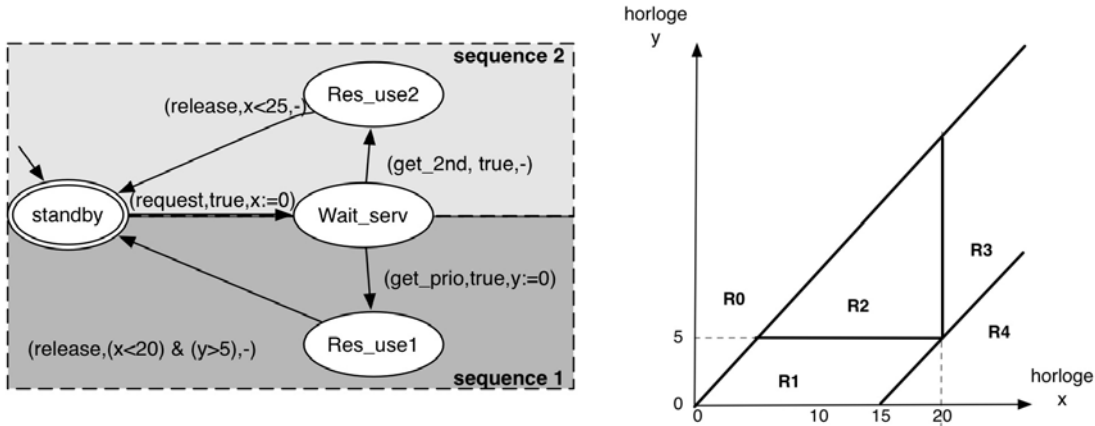 sequence 2
Res_use2
(release,x<25,-)
(get_2nd, true,-)
(request,true,x:=0)
standby
Wait_serv
(get_prio,true,y:=0)
Res_use1
(release,(x<20) & (y>5),-)
sequence 1
horloge
y
R3
R0
R2
R4
5
R1
horloge
x
0
0
10
15
20